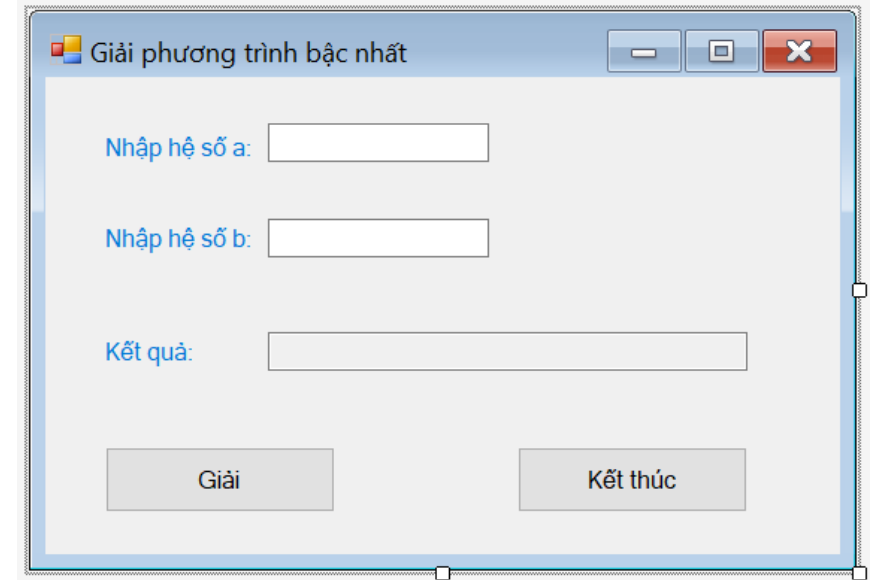 Giải phương trình bậc nhất
Nhập hệ số a:
Nhập hệ số b:
Kết quả:
Giải
Kết thúc